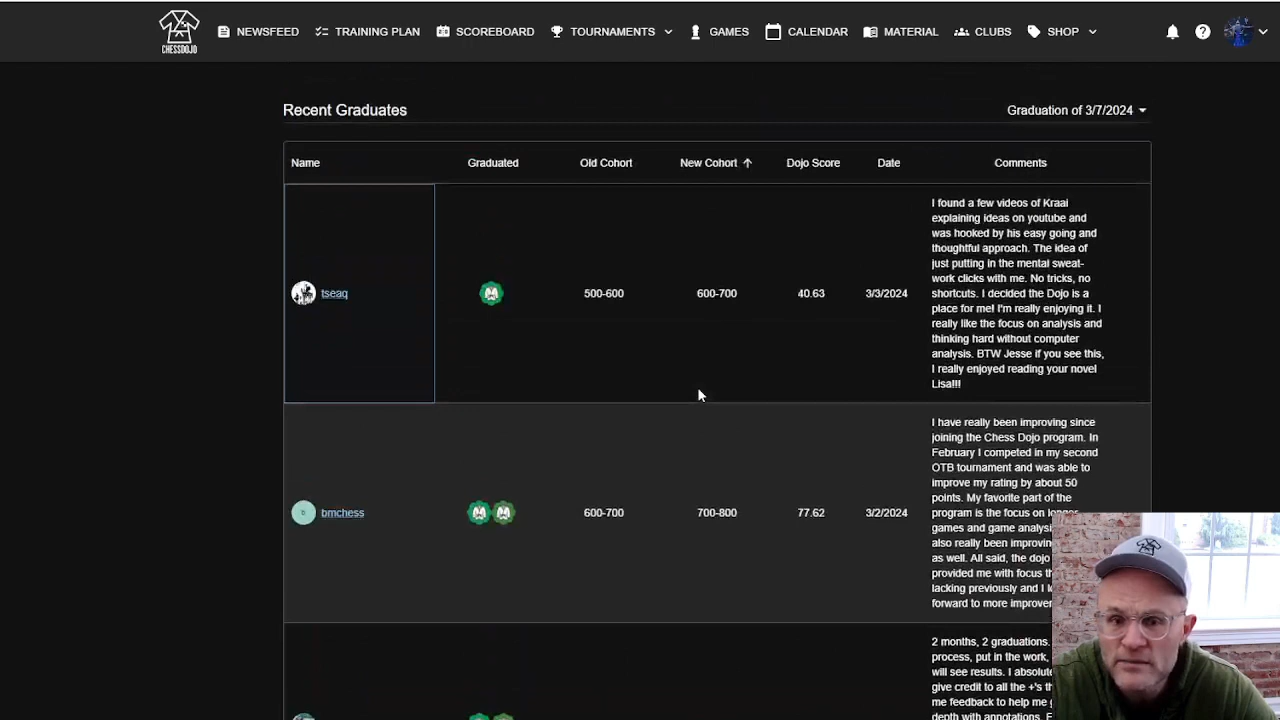 CHESSDOJO
NEWSFEED
TRAINING PLAN
SCOREBOARD
TOURNAMENTS
GAMES
CALENDAR
MATERIAL
CLUBS
SHOP
Recent Graduates
Graduation of 3/7/2024
Name
Graduated
Old Cohort
New Cohort
Dojo Score
Date
Comments
tseaq
500-600
600-700
40.63
3/3/2024
I found a few videos of Kraai
explaining ideas on youtube and
was hooked by his easy going and
thoughtful approach. The idea of
just putting in the mental sweat-
work clicks with me. No tricks, no
shortcuts. I decided the Dojo is a
place for me! I'm really enjoying it. I
really like the focus on analysis and
thinking hard without computer
analysis. BTW Jesse if you see this,
I really enjoyed reading your novel
Lisa!!!
bmchess
600-700
700-800
77.62
3/2/2024
I have really been improving since
joining the Chess Dojo program. In
February I competed in my second
OTB tournament and was able to
improve my rating by about 50
points. My favorite part of the
program is the focus on longer
games and game
also really been
as well. All said, the dojo
provided me with focus
lacking previously and I
forward to more
2 months, 2 graduations.
process, put in the work,
will see results. I
give credit to all the +'s
me feedback to help me
depth with annotations.